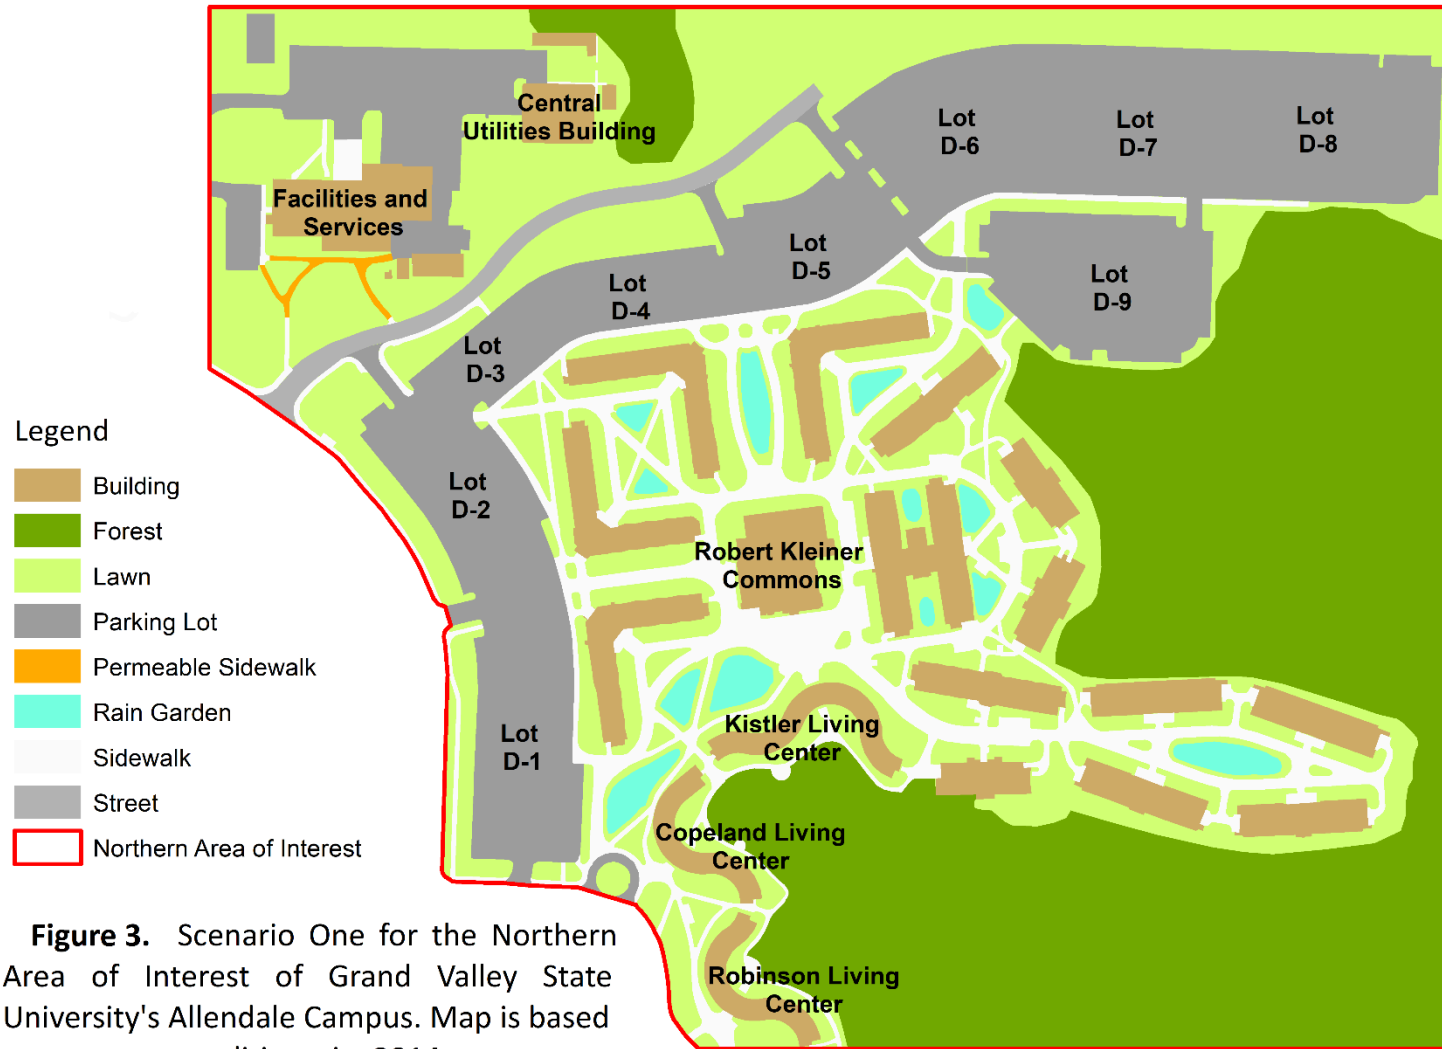 Central
Utilities Building
Lot
D-6
Lot
D-7
Lot
D-8
Facilities and
Services
Lot
D-5
Lot
D-4
Lot
D-9
Lot
D-3
Lot
D-2
Robert Kleiner
Commons
Lot
D-1
Kistler Living
Center
Copeland Living
Center
Robinson Living
Center
Legend
Building
Forest
Lawn
Parking Lot
Permeable Sidewalk
Rain Garden
Sidewalk
Street
Northern Area of Interest
Figure 3. Scenario One for the Northern
Area of Interest of Grand Valley State
University's Allendale Campus. Map is based